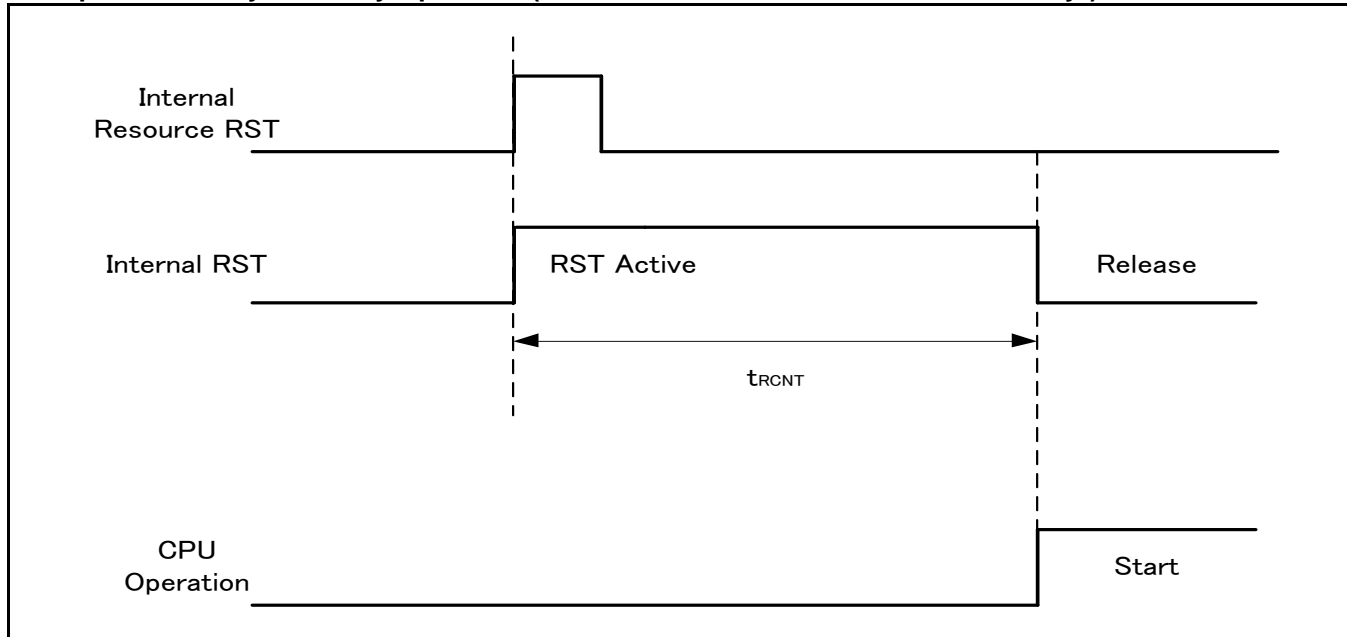 Internal
Resource RST
Internal RST
RST Active
Release
tRCNT
CPU
Operation
Start